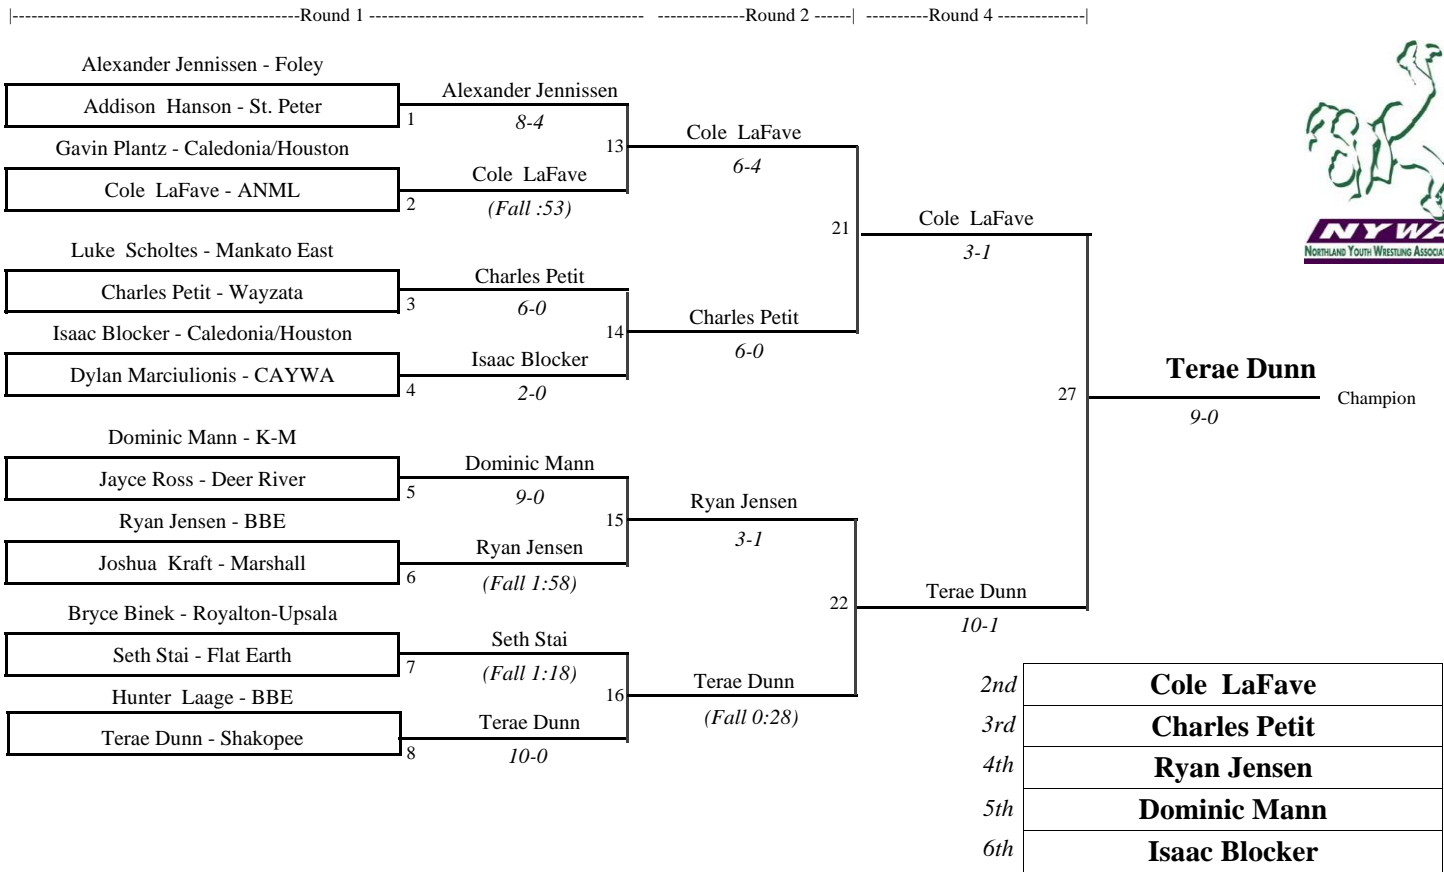 |----------------------------------------Round 1 --------------------------------------
--------------Round 2 ------|
----------Round 4 --------------|
Alexander Jennissen - Foley
Addison Hanson - St. Peter
1
Alexander Jennissen
8-4
Gavin Plantz - Caledonia/Houston
Cole LaFave - ANML
2
Cole LaFave
(Fall :53)
13
Cole LaFave
6-4
Luke Scholtes - Mankato East
Charles Petit - Wayzata
3
Charles Petit
6-0
Isaac Blocker - Caledonia/Houston
Dylan Marciulionis - CAYWA
4
Isaac Blocker
2-0
14
Charles Petit
6-0
21
Cole LaFave
3-1
Dominic Mann - K-M
Jayce Ross - Deer River
5
Dominic Mann
9-0
Ryan Jensen - BBE
Joshua Kraft - Marshall
6
Ryan Jensen
(Fall 1:58)
15
Ryan Jensen
3-1
Bryce Binek - Royalton-Upsala
Seth Stai - Flat Earth
7
Seth Stai
(Fall 1:18)
Hunter Laage - BBE
Terae Dunn - Shakopee
8
Terae Dunn
10-0
16
Terae Dunn
(Fall 0:28)
22
Terae Dunn
10-1
27
Terae Dunn
9-0
Champion
NYWA
NORTHLAND YOUTH WRESTLING
2nd Cole LaFave
3rd Charles Petit
4th Ryan Jensen
5th Dominic Mann
6th Isaac Blocker